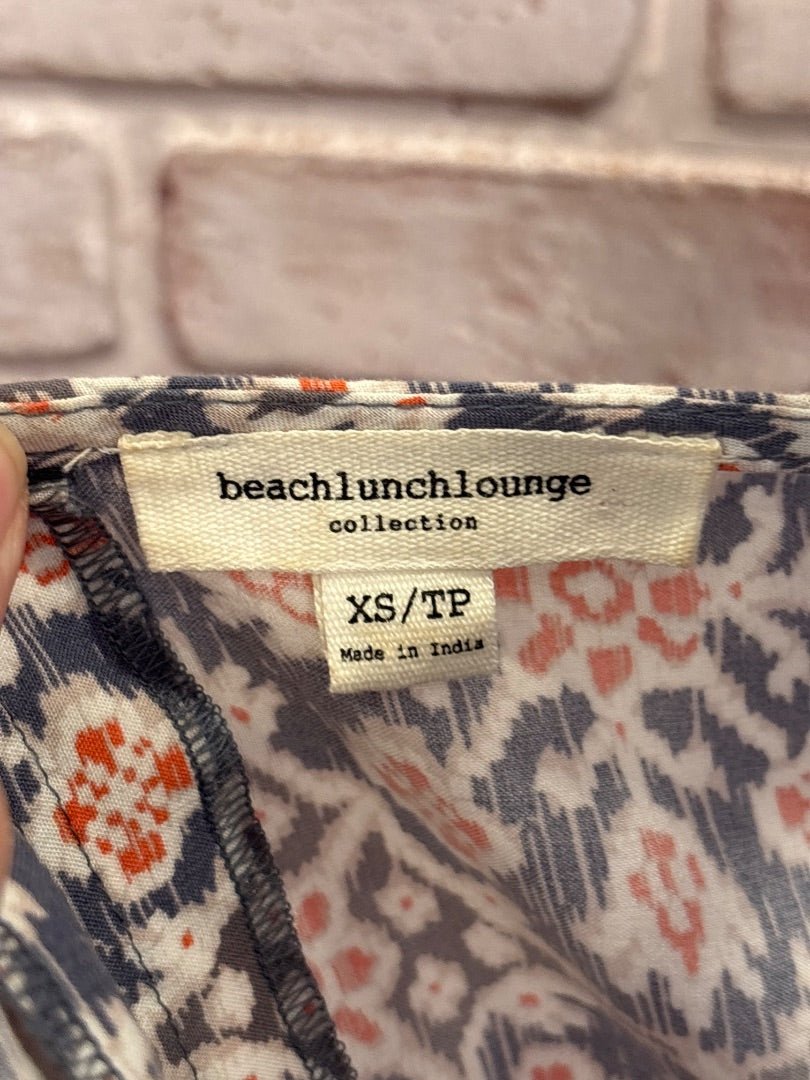 beachlunchlounge
collection
XS/TP
Made in India